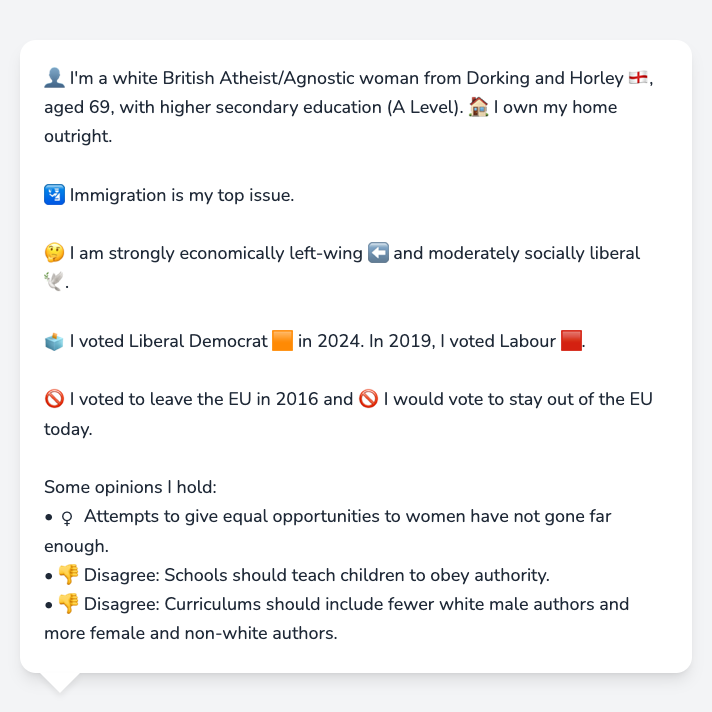 👤 I'm a white British Atheist/Agnostic woman from Dorking and Horley 🏴󠁧󠁢󠁥󠁮󠁧󠁿,
aged 69, with higher secondary education (A Level). 🏠 I own my home
outright.
🛂 Immigration is my top issue.
🤔 I am strongly economically left-wing ⬅️ and moderately socially liberal
🕊️.
🗳️ I voted Liberal Democrat 🟧 in 2024. In 2019, I voted Labour 🟥.
🚫 I voted to leave the EU in 2016 and 🚫 I would vote to stay out of the EU
today.
Some opinions I hold:
• ♀ Attempts to give equal opportunities to women have not gone far
enough.
• 👎 Disagree: Schools should teach children to obey authority.
• 👎 Disagree: Curriculums should include fewer white male authors and
more female and non-white authors.